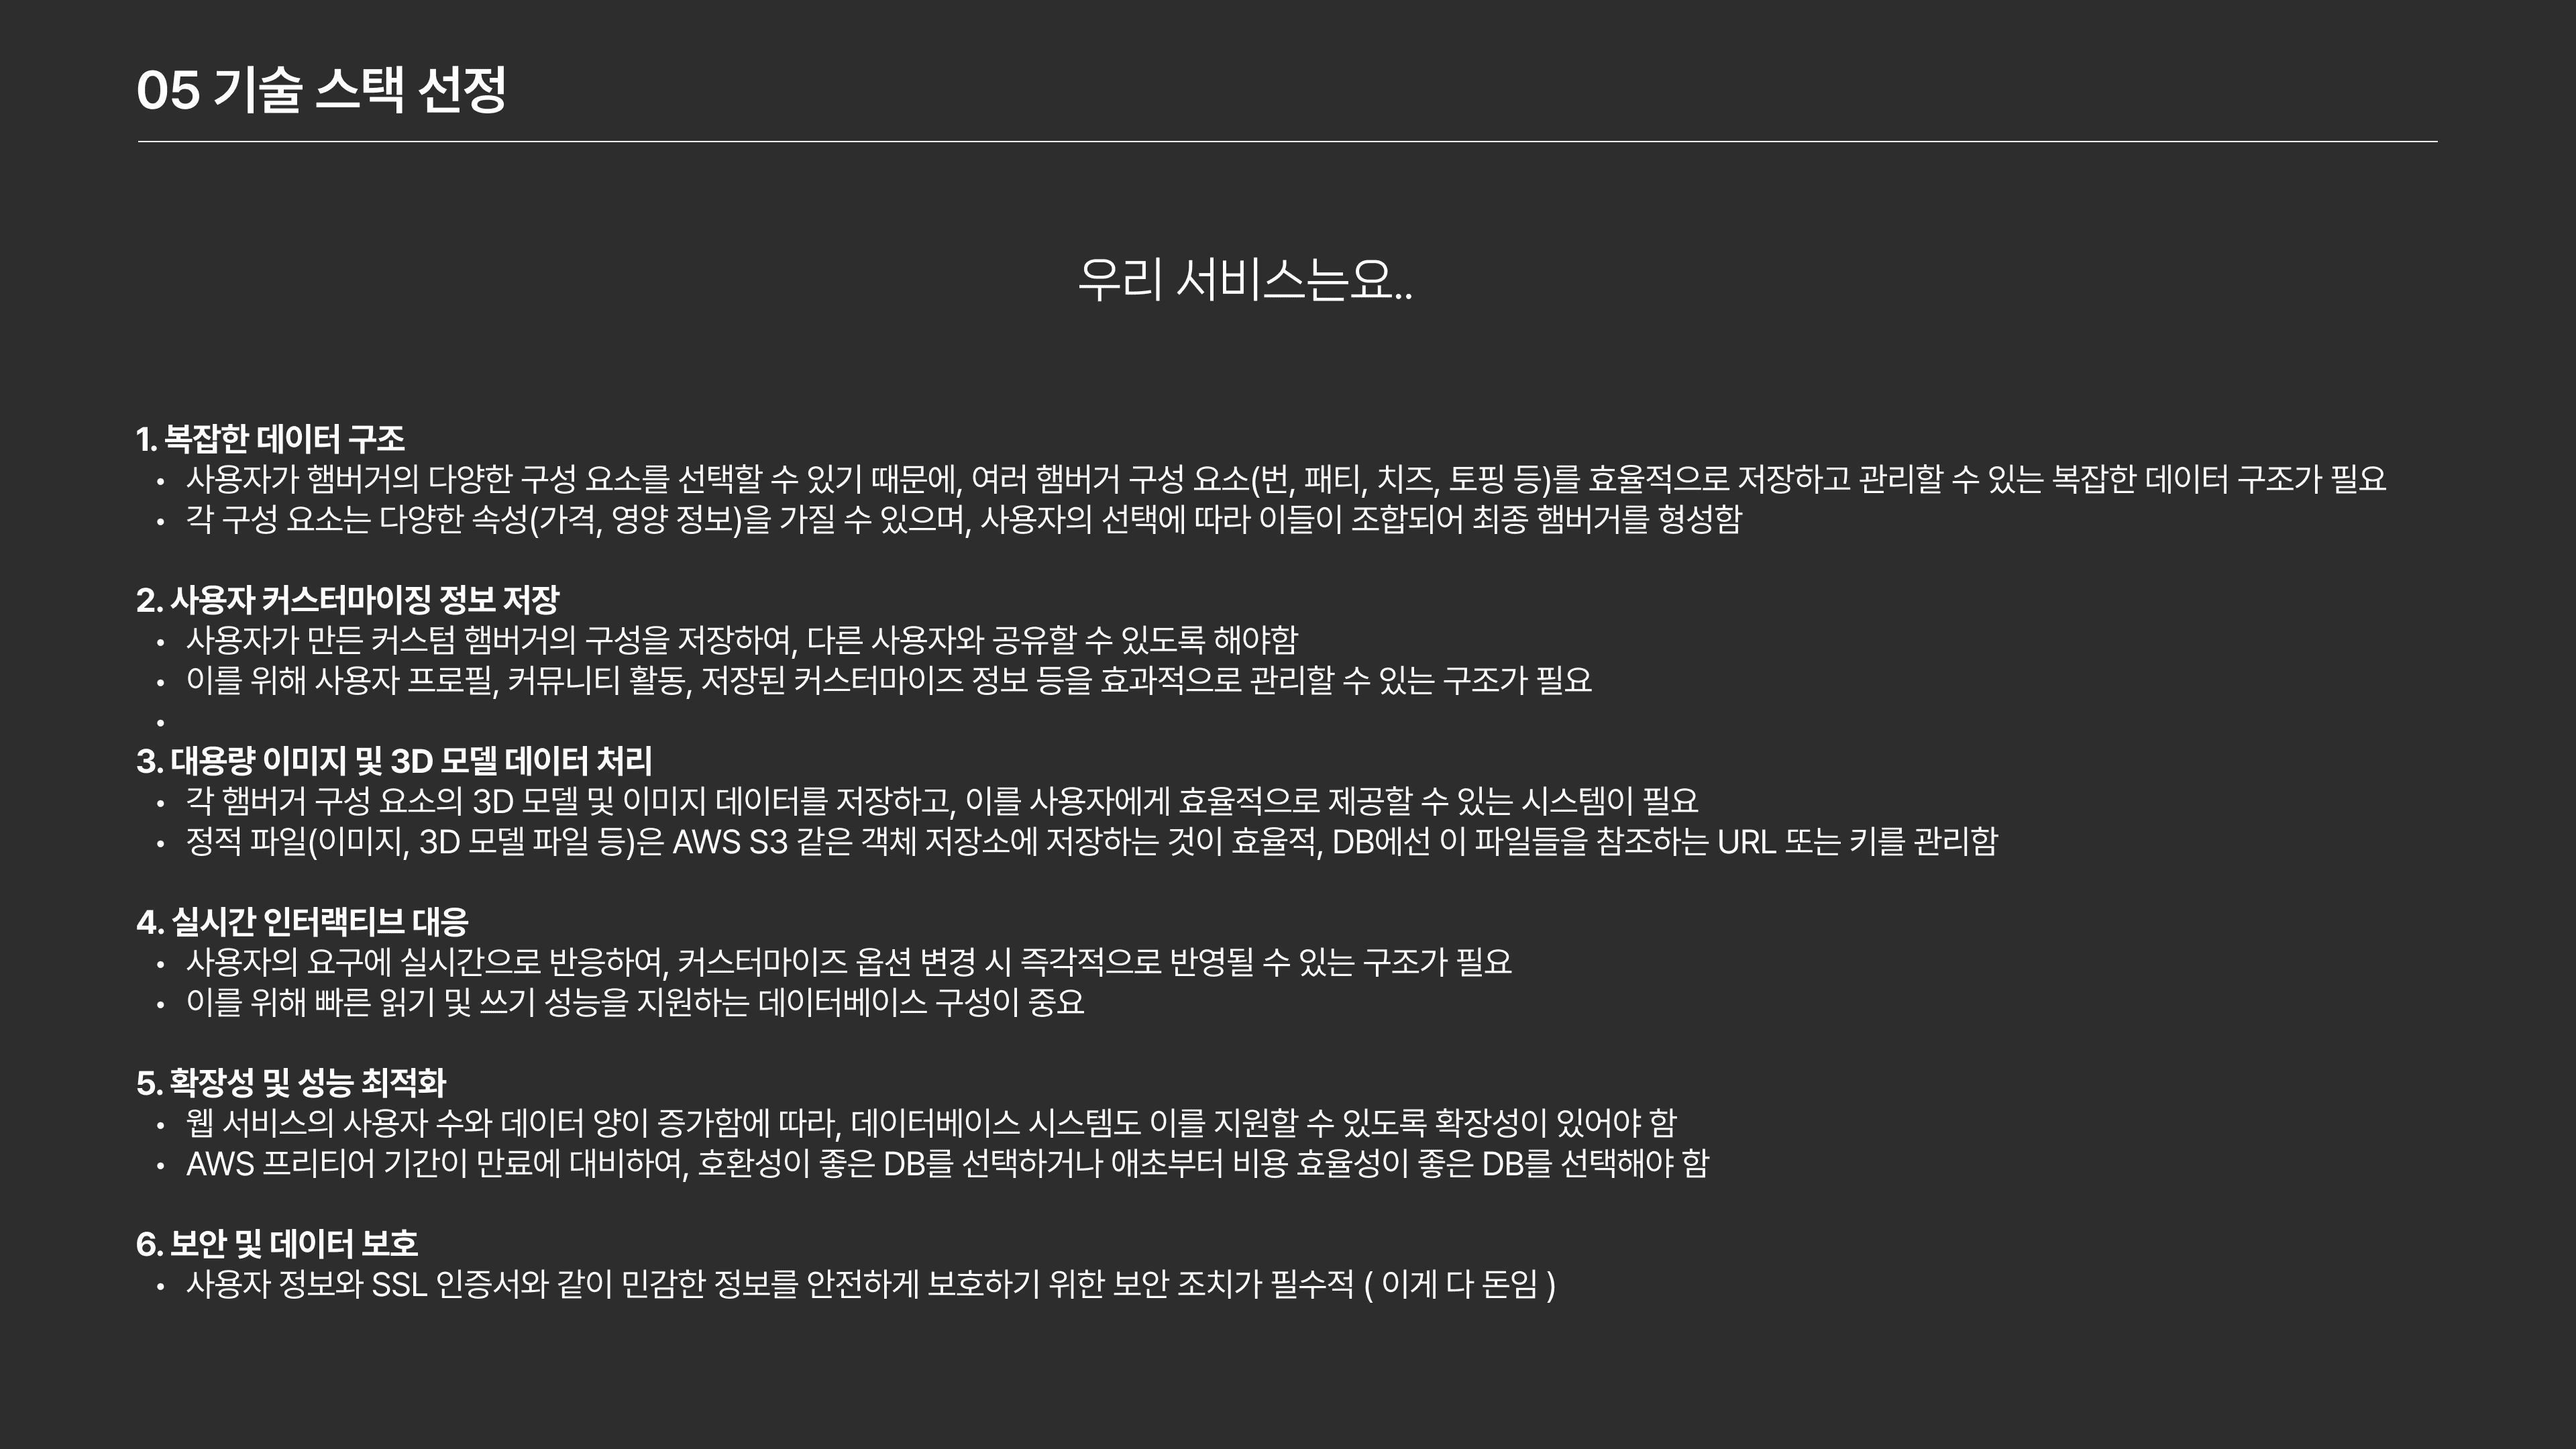 05 기술 스택 선정
우리 서비스는요..
1. 복잡한 데이터 구조
• 사용자가 햄버거의 다양한 구성 요소를 선택할 수 있기 때문에, 여러 햄버거 구성 요소(번, 패티, 치즈, 토핑 등)를 효율적으로 저장하고 관리할 수 있는 복잡한 데이터 구조가 필요
• 각 구성 요소는 다양한 속성(가격, 영양 정보)을 가질 수 있으며, 사용자의 선택에 따라 이들이 조합되어 최종 햄버거를 형성함
2. 사용자 커스터마이징 정보 저장
• 사용자가 만든 커스텀 햄버거의 구성을 저장하여, 다른 사용자와 공유할 수 있도록 해야함
• 이를 위해 사용자 프로필, 커뮤니티 활동, 저장된 커스터마이즈 정보 등을 효과적으로 관리할 수 있는 구조가 필요
•
3. 대용량 이미지 및 3D 모델 데이터 처리
• 각 햄버거 구성 요소의 3D 모델 및 이미지 데이터를 저장하고, 이를 사용자에게 효율적으로 제공할 수 있는 시스템이 필요
• 정적 파일(이미지, 3D 모델 파일 등)은 AWS S3 같은 객체 저장소에 저장하는 것이 효율적, DB에선 이 파일들을 참조하는 URL 또는 키를 관리함
4. 실시간 인터랙티브 대응
• 사용자의 요구에 실시간으로 반응하여, 커스터마이즈 옵션 변경 시 즉각적으로 반영될 수 있는 구조가 필요
• 이를 위해 빠른 읽기 및 쓰기 성능을 지원하는 데이터베이스 구성이 중요
5. 확장성 및 성능 최적화
• 웹 서비스의 사용자 수와 데이터 양이 증가함에 따라, 데이터베이스 시스템도 이를 지원할 수 있도록 확장성이 있어야 함
• AWS 프리티어 기간이 만료에 대비하여, 호환성이 좋은 DB를 선택하거나 애초부터 비용 효율성이 좋은 DB를 선택해야 함
6. 보안 및 데이터 보호
• 사용자 정보와 SSL 인증서와 같이 민감한 정보를 안전하게 보호하기 위한 보안 조치가 필수적 ( 이게 다 돈임 )